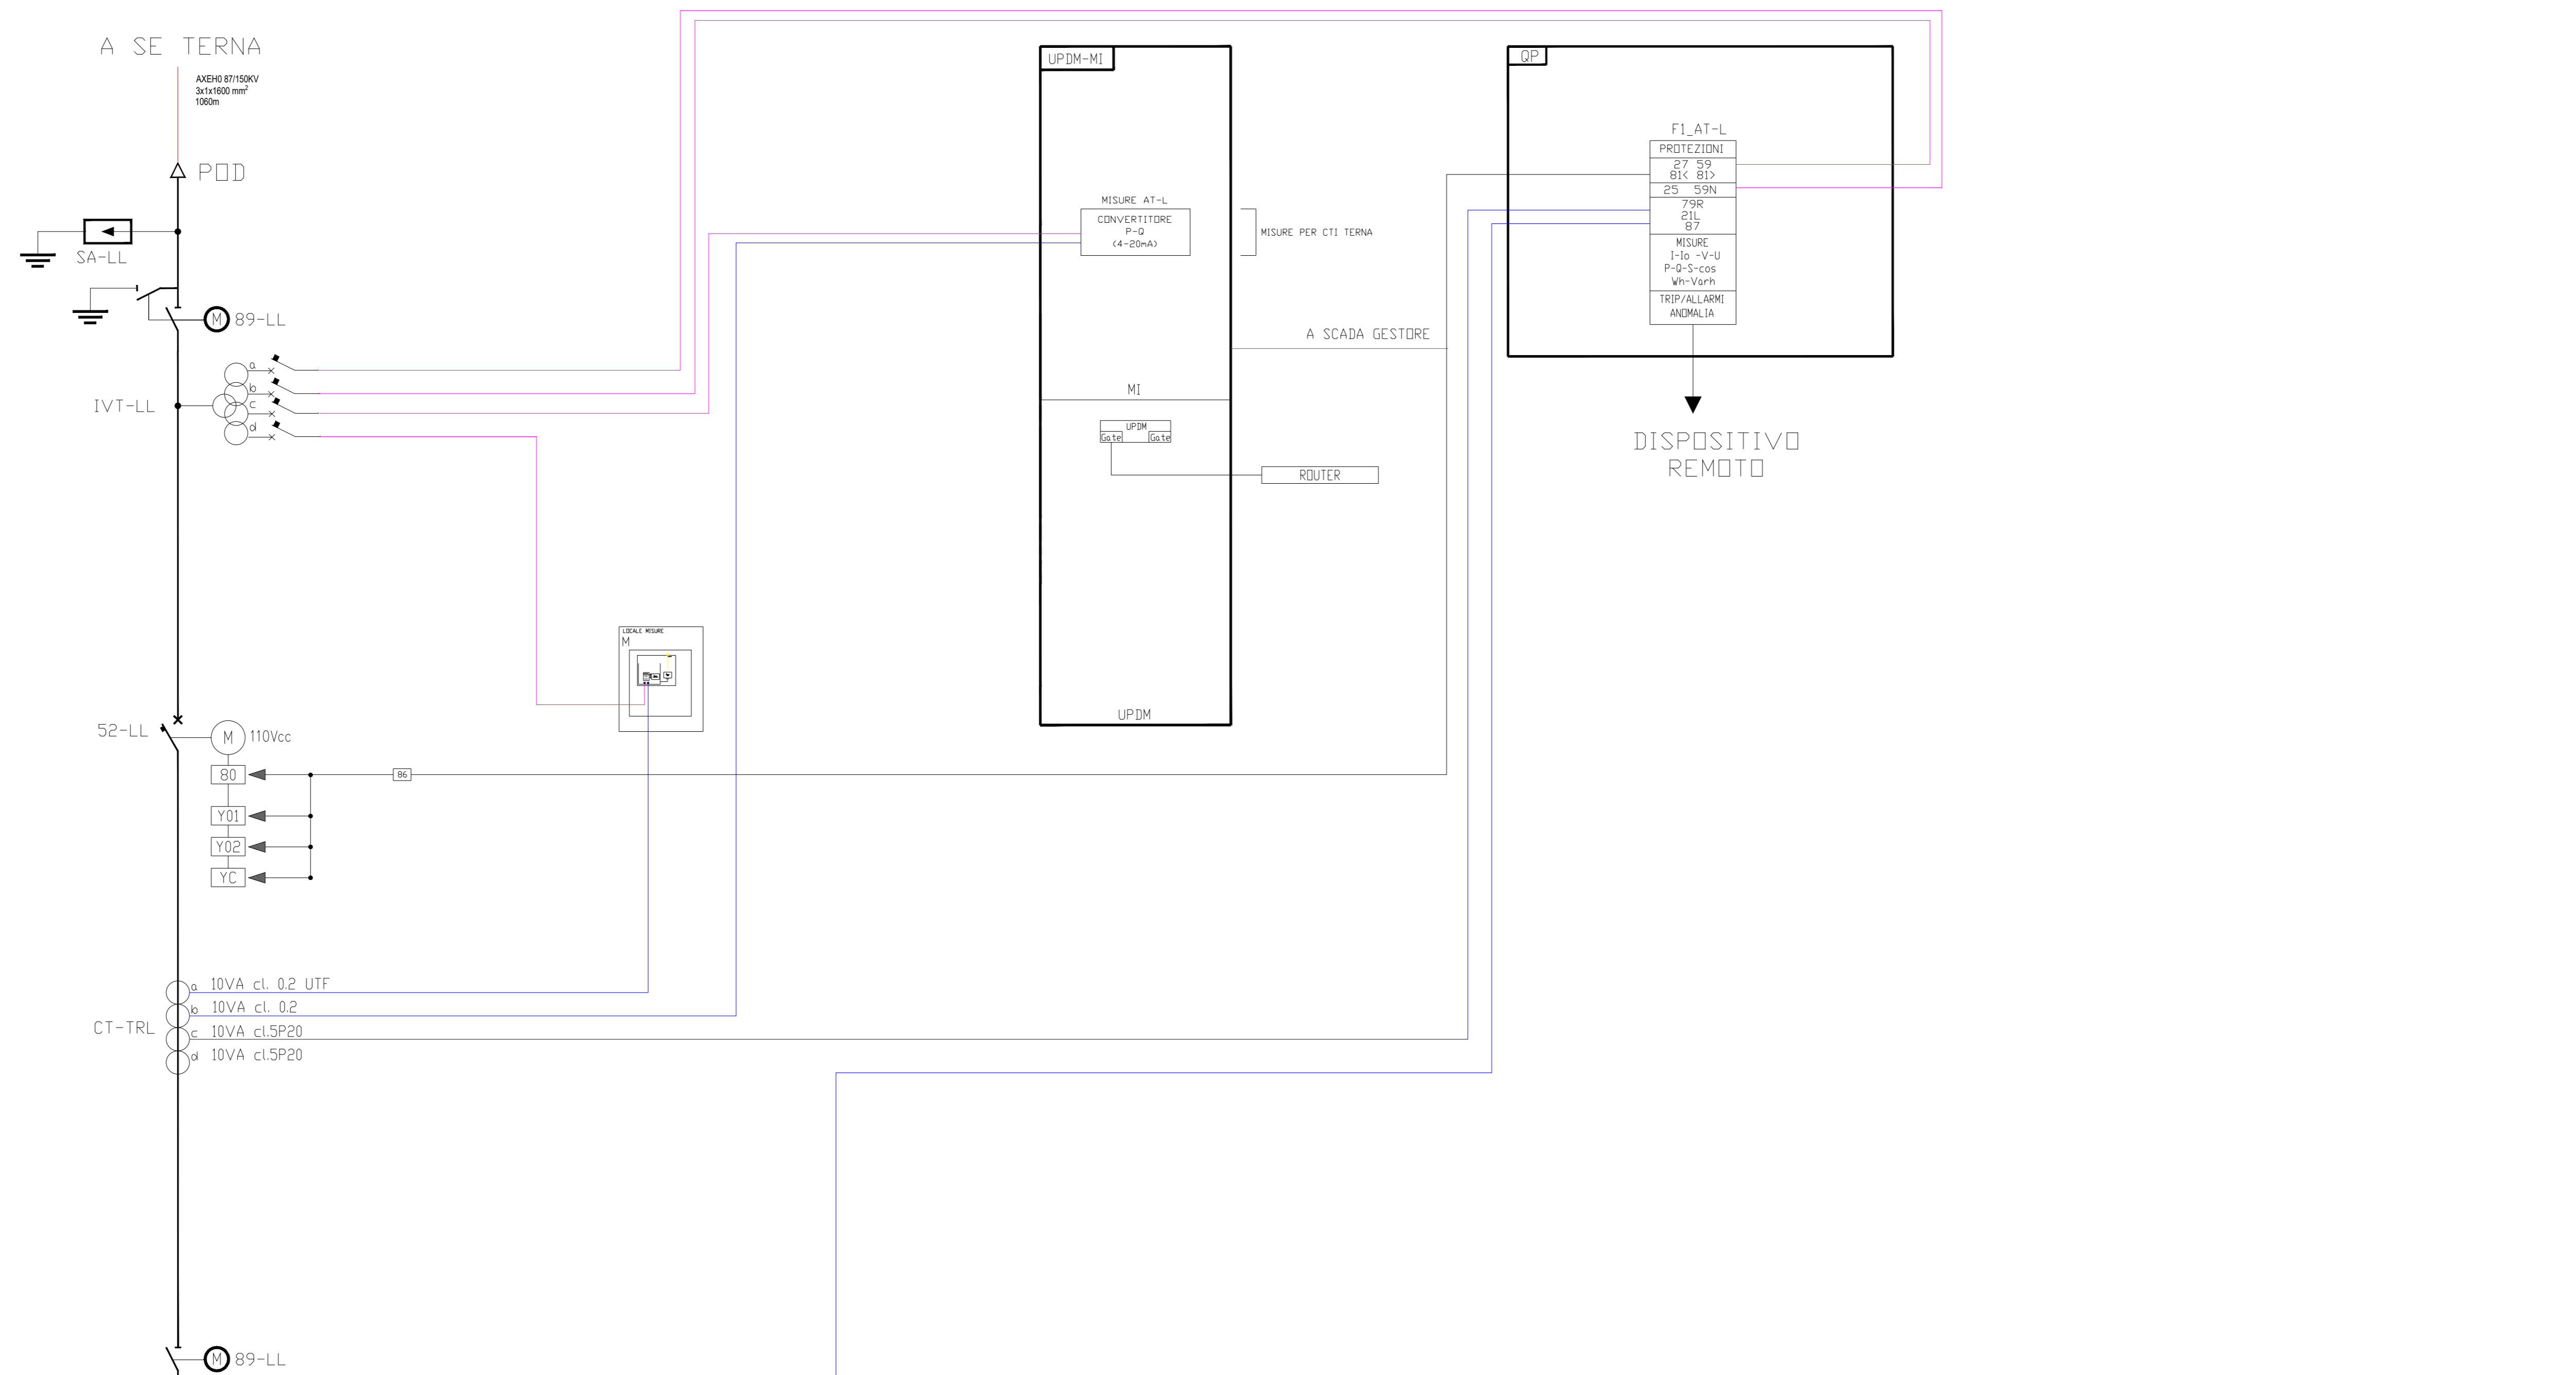 A SE TERNA
AXEH0 87/150KV
3x1x1600 mm²
1060m
POD
SA-LL
M
89-LL
IVT-LL
a
b
c
d
UPDM-MI
MISURE AT-L
CONVERTITORE
P-Q
(4-20mA)
MISURE PER CTI TERNA
A SCADA GESTORE
MI
UPDM
Gate
Gate
ROUTER
UPDM
QP
F1_AT-L
PROTEZIONI
27 59
81< 81>
25 59N
79R
21L
87
MISURE
I-Io -V-U
P-Q-S-cos
Wh-Varh
TRIP/ALLARMI
ANOMALIA
DISPOSITIVO
REMOTO
LOCALE MISURE
M
52-LL
M
110Vcc
80
86
Y01
Y02
YC
CT-TRL
a 10VA cl. 0.2 UTF
b 10VA cl. 0.2
c 10VA cl.5P20
d 10VA cl.5P20
M
89-LL